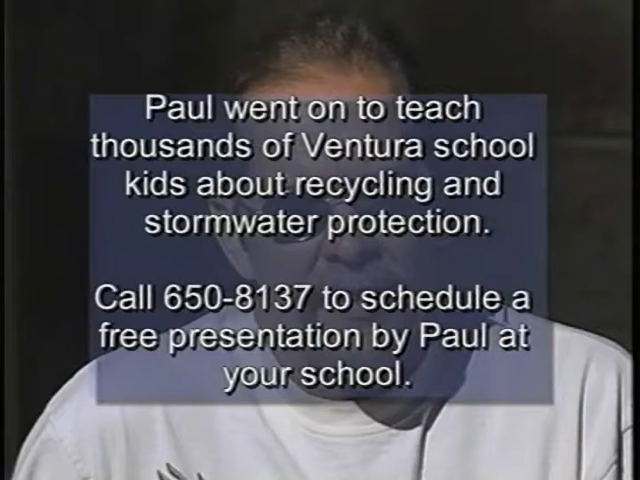 Paul went on to teach
thousands of Ventura school
kids about recycling and
stormwater protection.
Call 650-8137 to schedule a
free presentation by Paul at
your school.